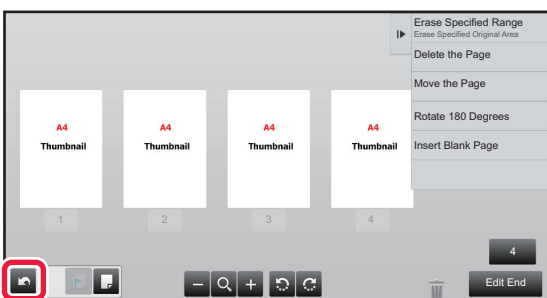 Erase Specified Range
Erase Specified Original Area
Delete the Page
Move the Page
Rotate 180 Degrees
Insert Blank Page
A4 A4 A4 A4
Thumbnail Thumbnail Thumbnail Thumbnail
1 2 3 4
4
Edit End